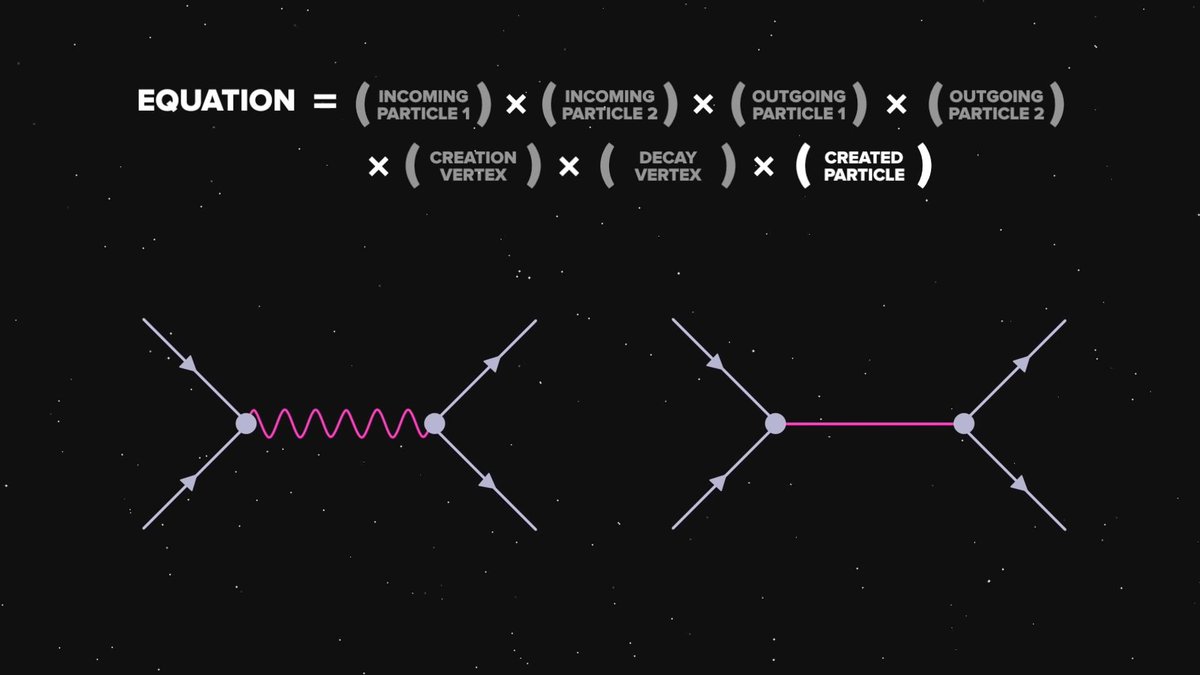 EQUATION = (INCOMING PARTICLE 1) × (INCOMING PARTICLE 2) × (OUTGOING PARTICLE 1) × (OUTGOING PARTICLE 2)
× (CREATION VERTEX) × (DECAY VERTEX) × (CREATED PARTICLE)